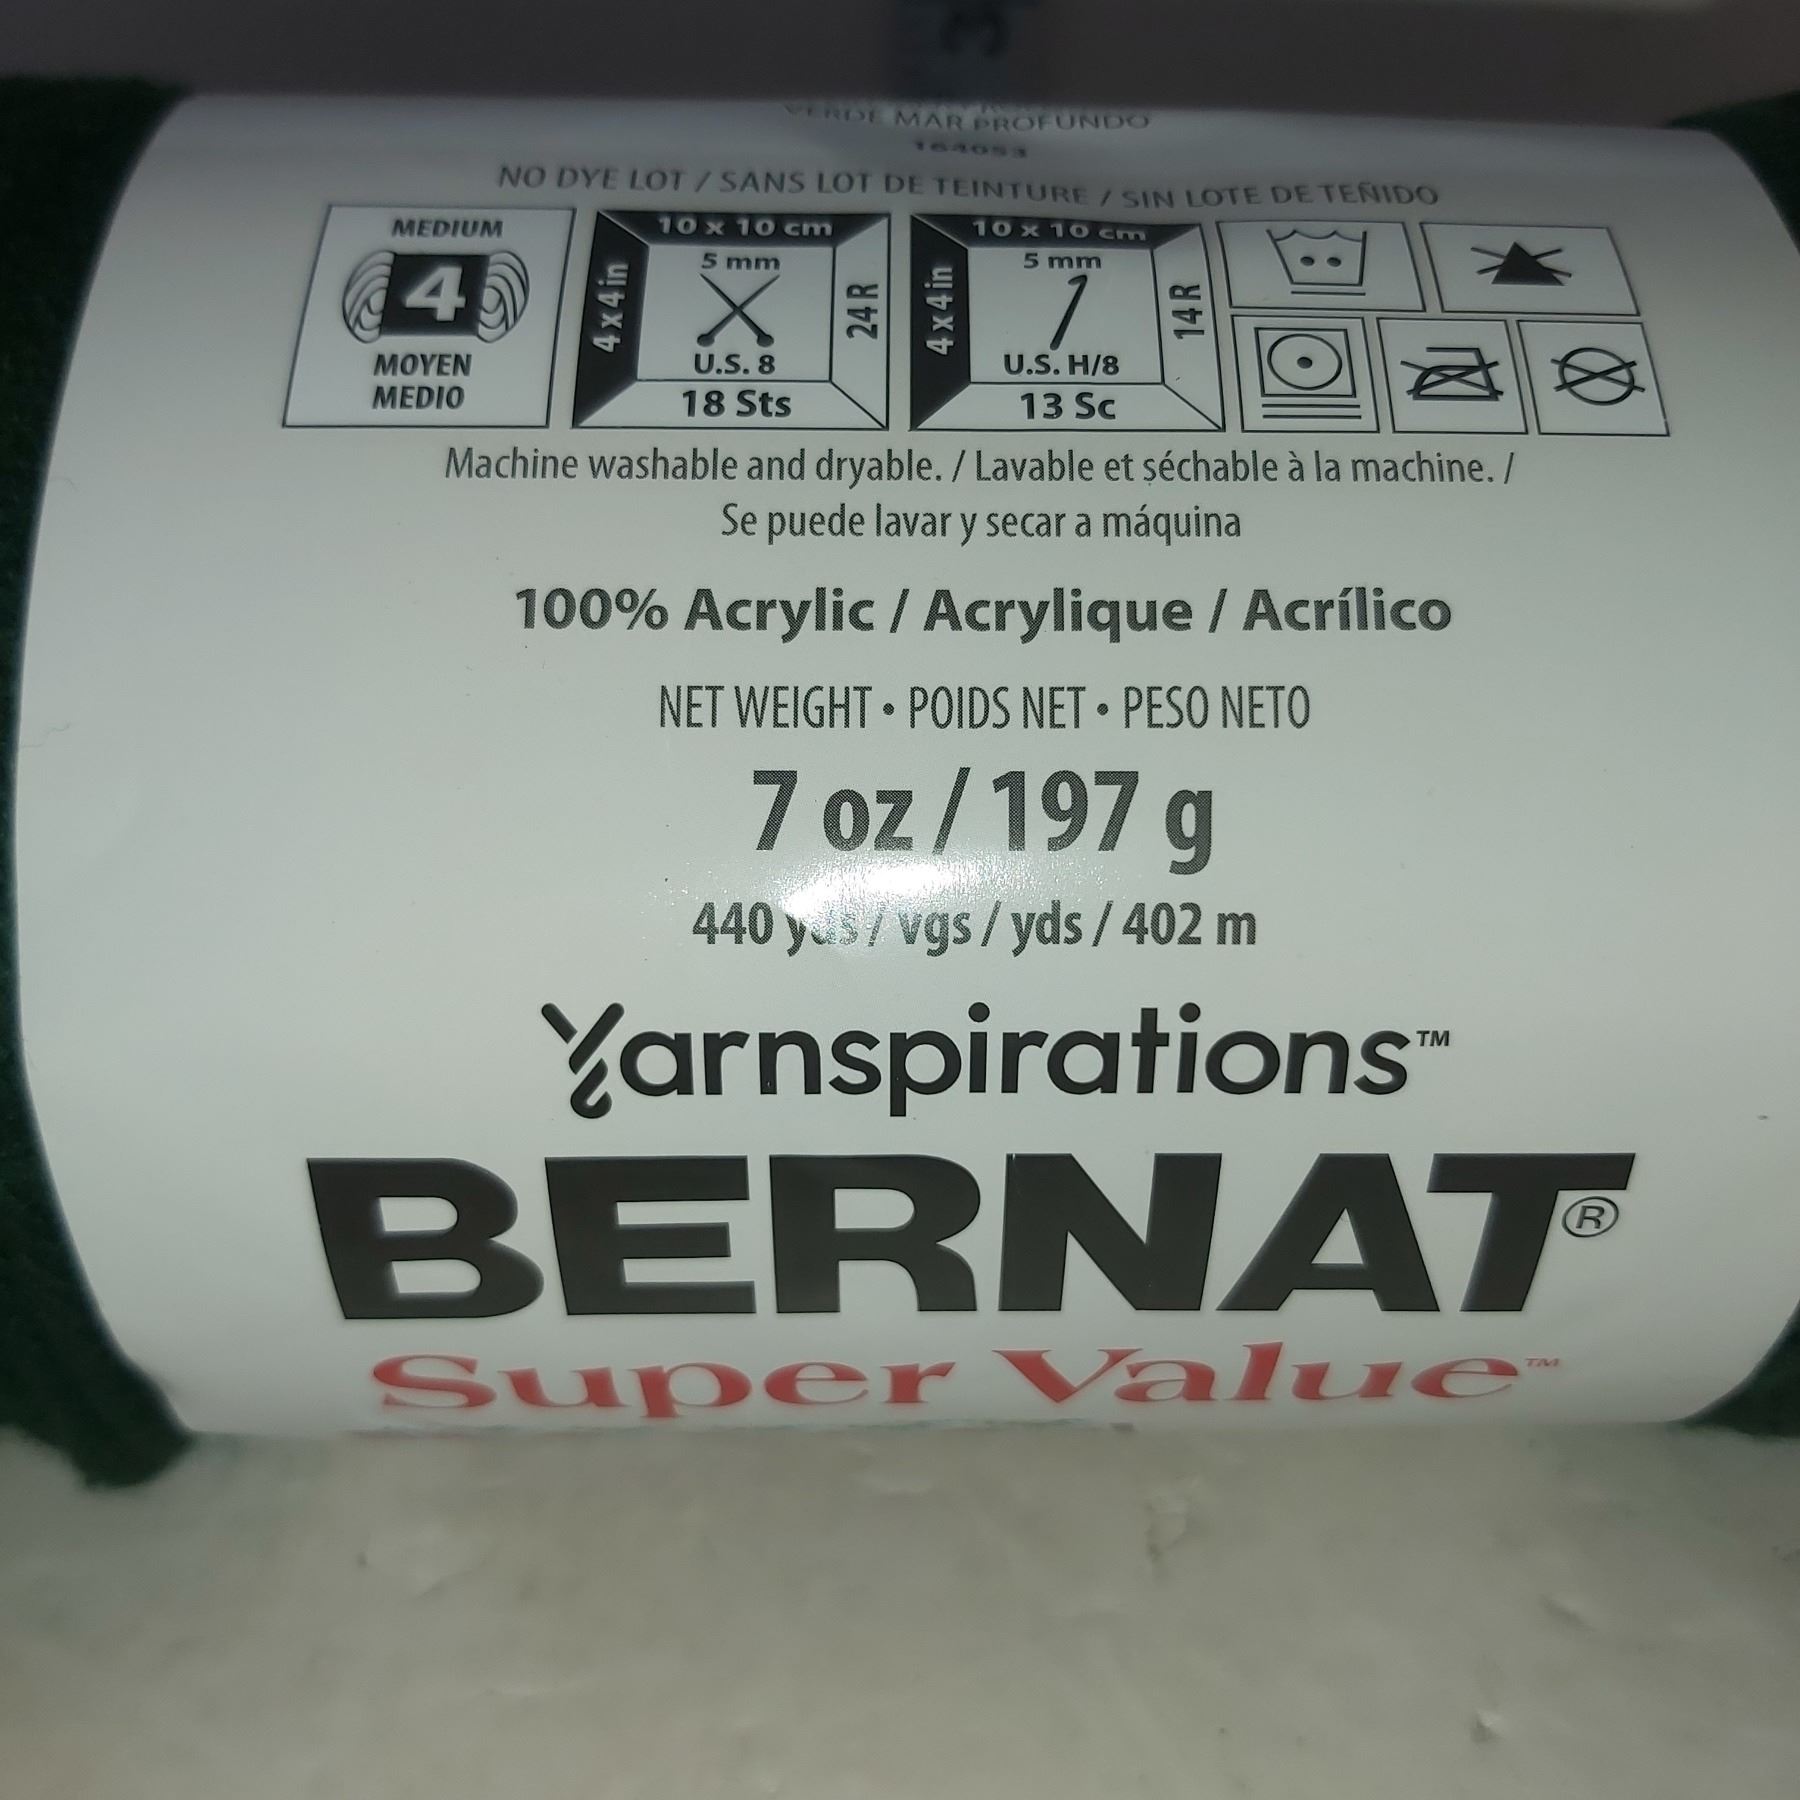 VERDE MAR PROFUNDO
164053
NO DYE LOT / SANS LOT DE TEINTURE / SIN LOTE DE TEÑIDO
MEDIUM
4
MOYEN
MEDIO
10 x 10 cm
4 x 4 in
5 mm
U.S. 8
24 R
18 Sts
10 x 10 cm
4 x 4 in
5 mm
U.S. H/8
14 R
13 Sc
Machine washable and dryable. / Lavable et séchable à la machine. /
Se puede lavar y secar a máquina
100% Acrylic / Acrylique / Acrílico
NET WEIGHT • POIDS NET • PESO NETO
7 oz / 197 g
440 yds / vgs / yds / 402 m
Yarnspirations™
BERNAT®
Super Value™
3